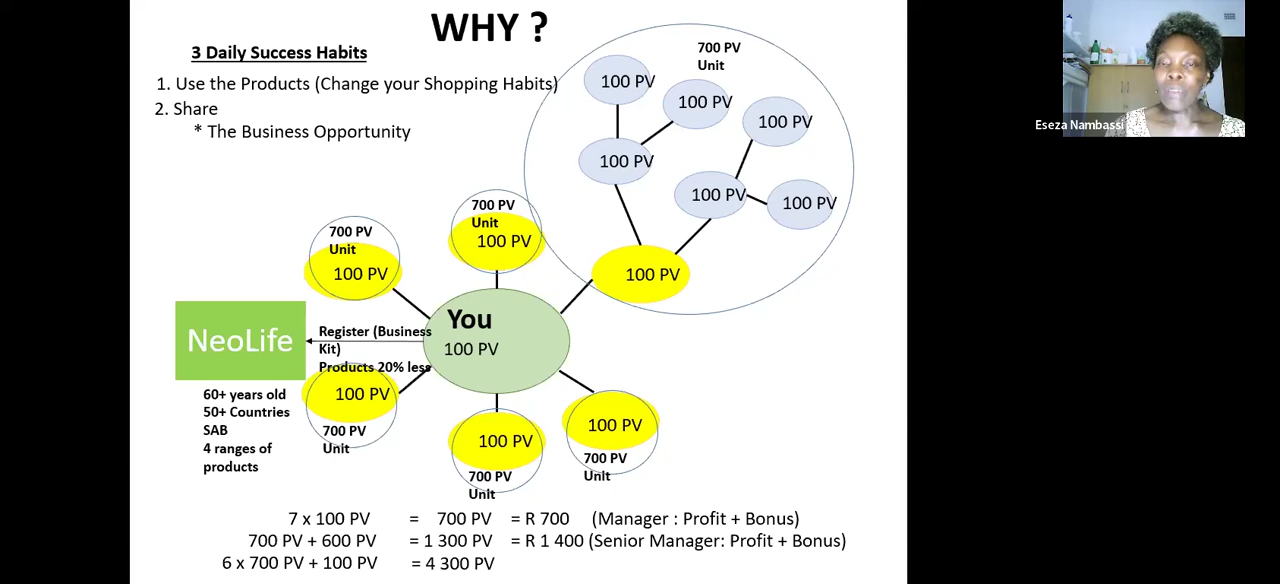 WHY ?
3 Daily Success Habits
1. Use the Products (Change your Shopping Habits)
2. Share
* The Business Opportunity
700 PV
Unit
100 PV
100 PV
100 PV
100 PV
100 PV
100 PV
100 PV
700 PV
Unit
100 PV
700 PV
Unit
100 PV
You
100 PV
NeoLife
Register (Business
Kit)
Products 20% less
60+ years old
50+ Countries
SAB
4 ranges of
products
100 PV
700 PV
Unit
100 PV
700 PV
Unit
100 PV
700 PV
Unit
7 x 100 PV = 700 PV = R 700 (Manager : Profit + Bonus)
700 PV + 600 PV = 1 300 PV = R 1 400 (Senior Manager: Profit + Bonus)
6 x 700 PV + 100 PV = 4 300 PV
Eseza Nambassi